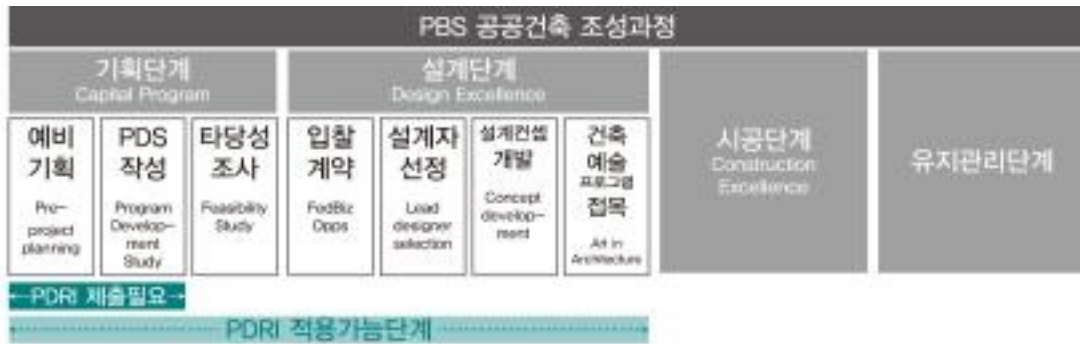 PBS 공공건축 조성과정
기획단계
Capital Program
설계단계
Design Excellence
시공단계
Construction
Excellence
유지관리단계
예비
기획
Pre-
project
planning
PDS
작성
Program
Develop-
ment
Study
타당성
조사
Feasibility
Study
입찰
계약
FedBiz
Opps
설계자
선정
Lead
designer
selection
설계컨셉
개발
Concept
develop-
ment
건축
예술
프로그램
접목
Art in
Architecture
PDRI 제출필요
PDRI 적용가능단계